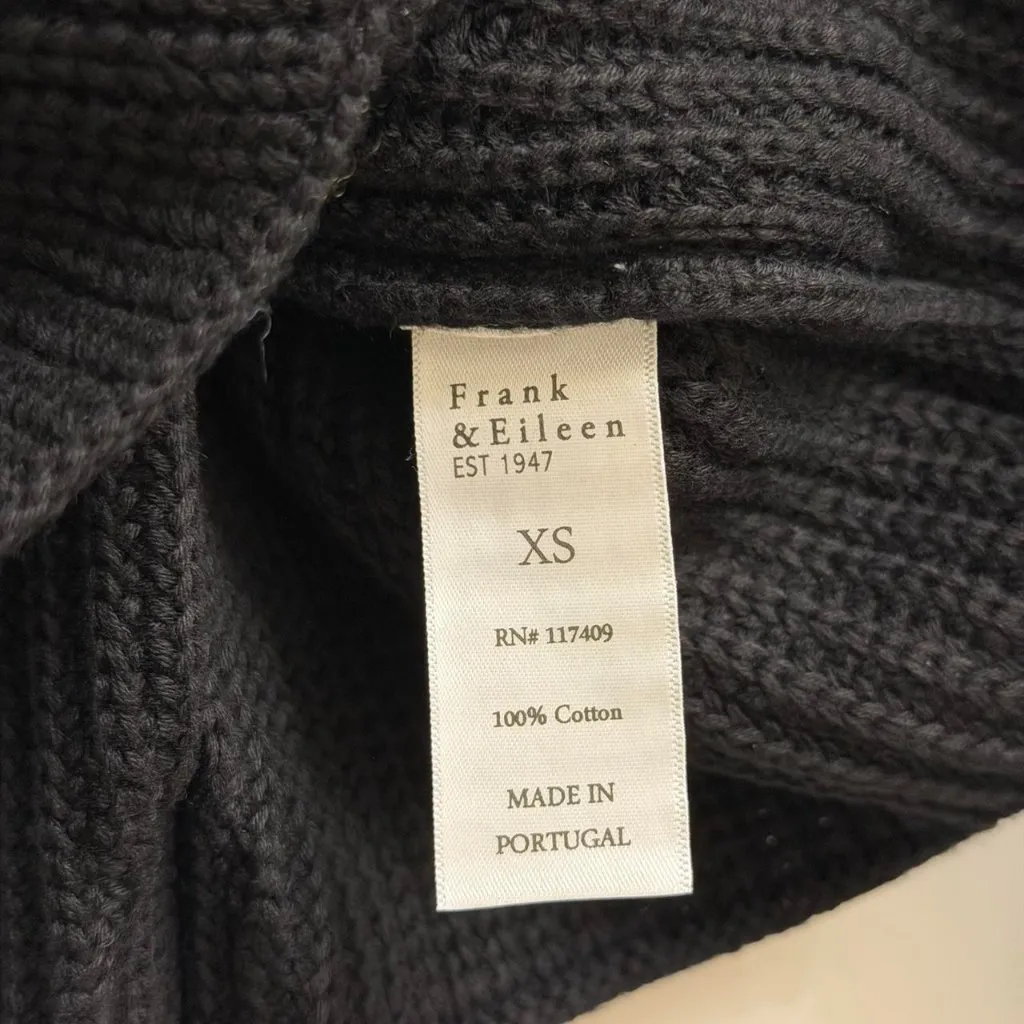 Frank
& Eileen
EST 1947
XS
RN# 117409
100% Cotton
MADE IN
PORTUGAL